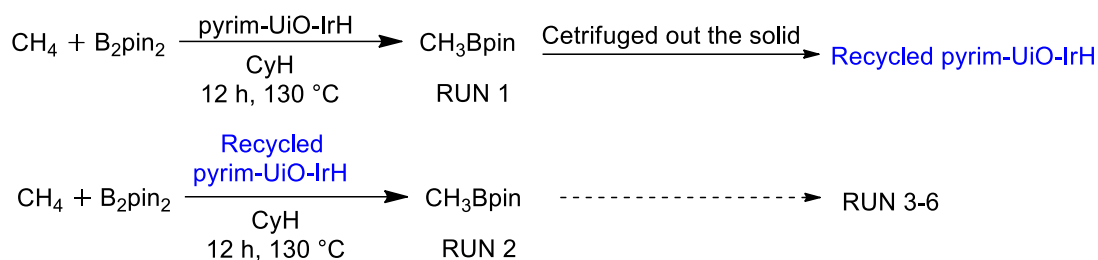 CH₄ + B₂pin₂
pyrim-UiO-IrH
CyH
12 h, 130 °C
CH₃Bpin
RUN 1
Cetrifuged out the solid
Recycled pyrim-UiO-IrH
CH₄ + B₂pin₂
Recycled
pyrim-UiO-IrH
CyH
12 h, 130 °C
CH₃Bpin
RUN 2
RUN 3-6